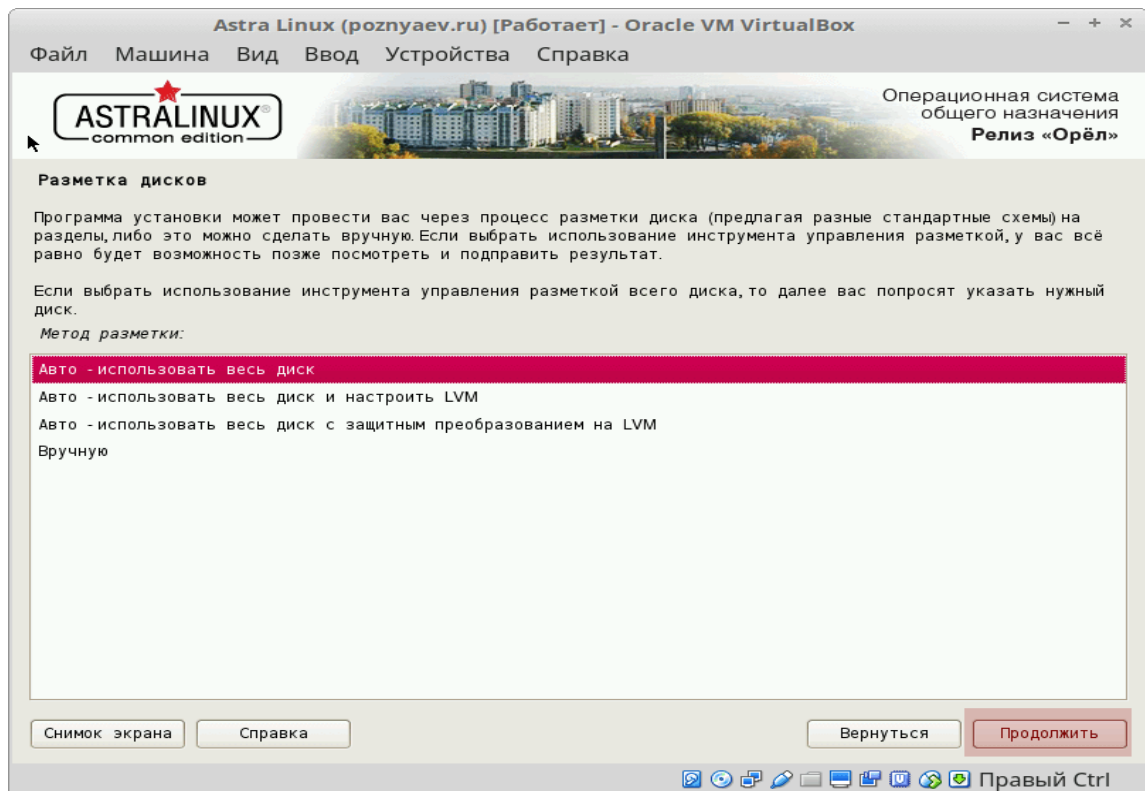 Astra Linux (poznyaev.ru) [Работает] - Oracle VM VirtualBox
Файл Машина Вид Ввод Устройства Справка
ASTRALINUX®
common edition
Операционная система
общего назначения
Релиз «Орёл»
Разметка дисков
Программа установки может провести вас через процесс разметки диска (предлагая разные стандартные схемы) на
разделы, либо это можно сделать вручную. Если выбрать использование инструмента управления разметкой, у вас всё
равно будет возможность позже посмотреть и подправить результат.
Если выбрать использование инструмента управления разметкой всего диска, то далее вас попросят указать нужный
диск.
Метод разметки:
Авто - использовать весь диск
Авто - использовать весь диск и настроить LVM
Авто - использовать весь диск с защитным преобразованием на LVM
Вручную
Снимок экрана Справка Вернуться Продолжить
Правый Ctrl